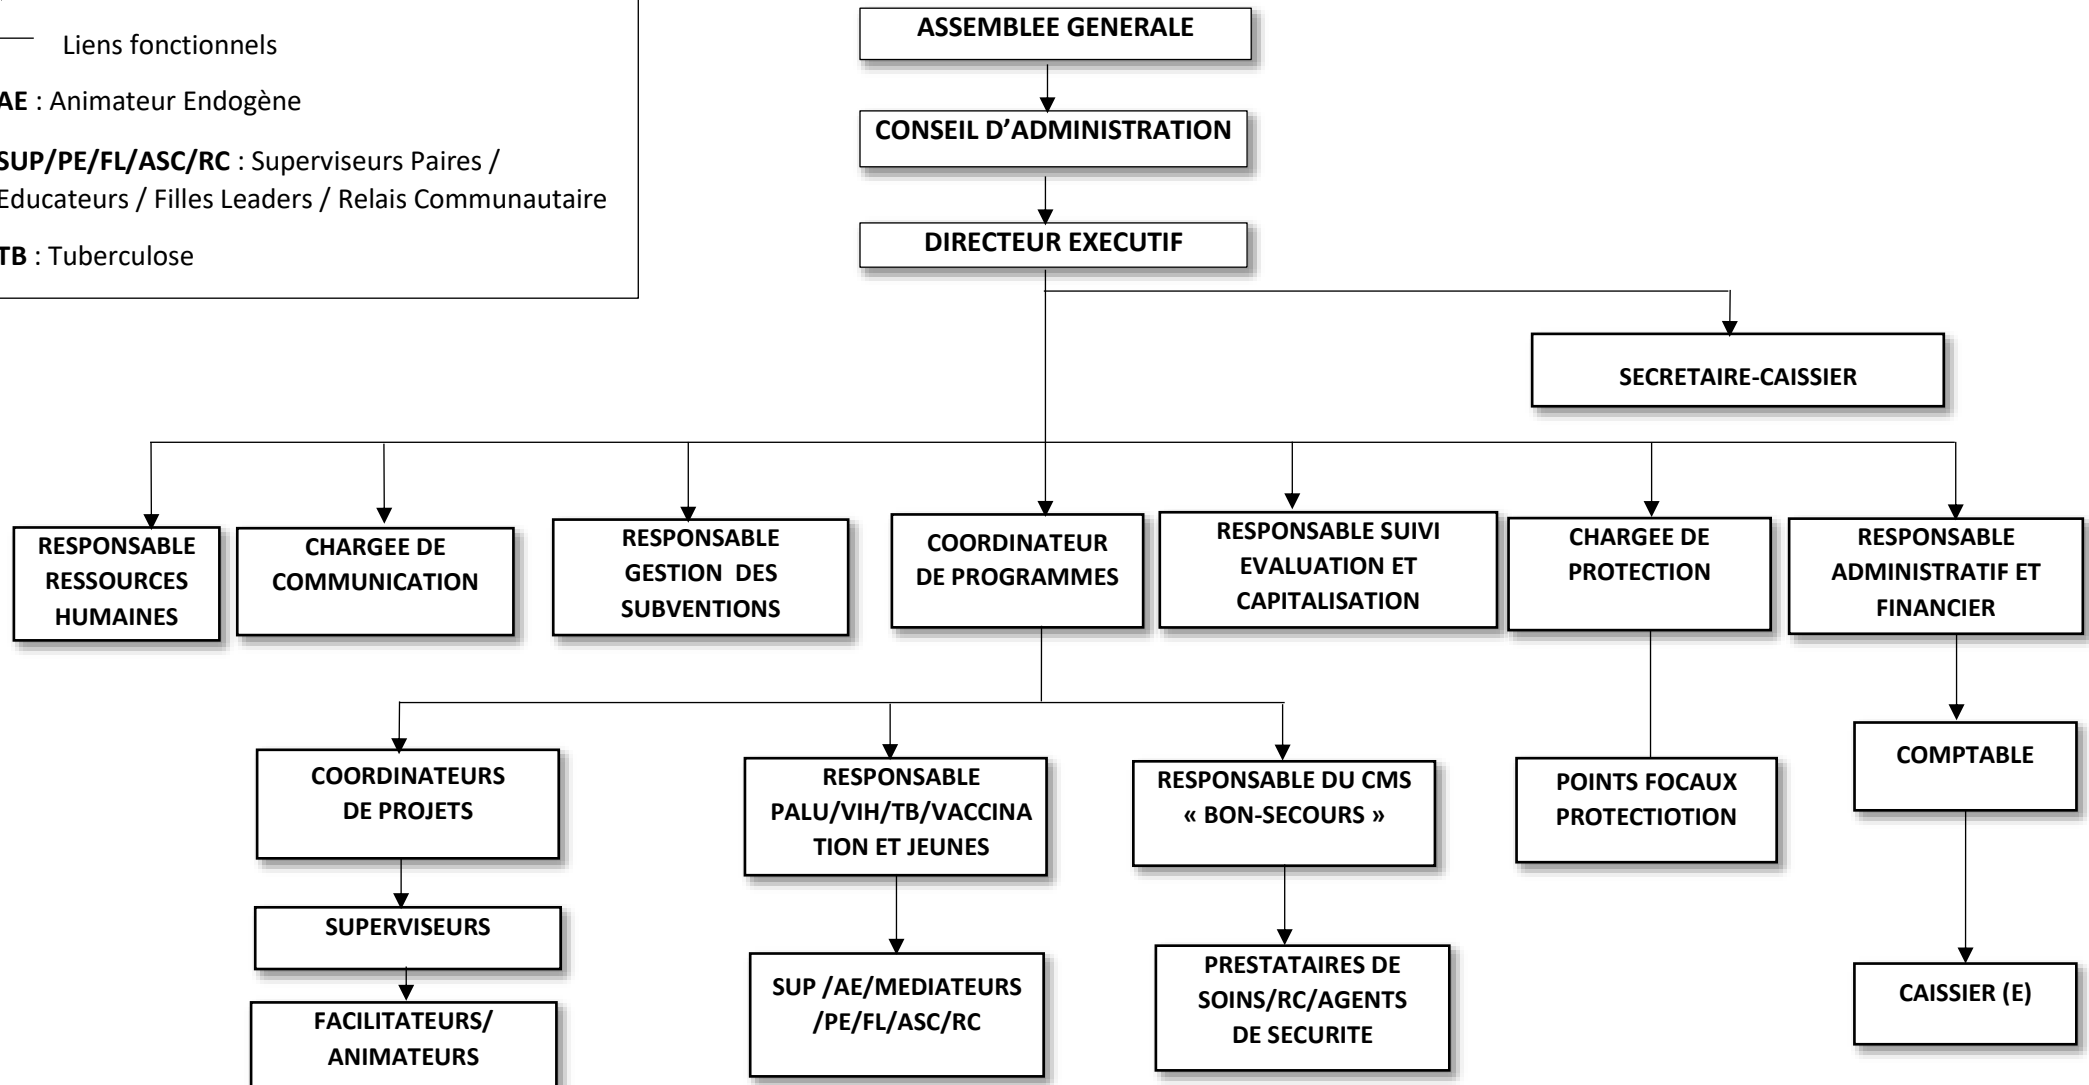 Liens fonctionnels
AE : Animateur Endogène
SUP/PE/FL/ASC/RC : Superviseurs Paires /
Educateurs / Filles Leaders / Relais Communautaire
TB : Tuberculose
ASSEMBLEE GENERALE
CONSEIL D’ADMINISTRATION
DIRECTEUR EXECUTIF
SECRETAIRE-CAISSIER
RESPONSABLE
RESSOURCES
HUMAINES
CHARGEE DE
COMMUNICATION
RESPONSABLE
GESTION DES
SUBVENTIONS
COORDINATEUR
DE PROGRAMMES
RESPONSABLE SUIVI
EVALUATION ET
CAPITALISATION
CHARGEE DE
PROTECTION
RESPONSABLE
ADMINISTRATIF ET
FINANCIER
COORDINATEURS
DE PROJETS
RESPONSABLE
PALU/VIH/TB/VACCINA
TION ET JEUNES
RESPONSABLE DU CMS
« BON-SECOURS »
POINTS FOCAUX
PROTECTIOTION
COMPTABLE
SUPERVISEURS
SUP /AE/MEDIATEURS
/PE/FL/ASC/RC
PRESTATAIRES DE
SOINS/RC/AGENTS
DE SECURITE
CAISSIER (E)
FACILITATEURS/
ANIMATEURS